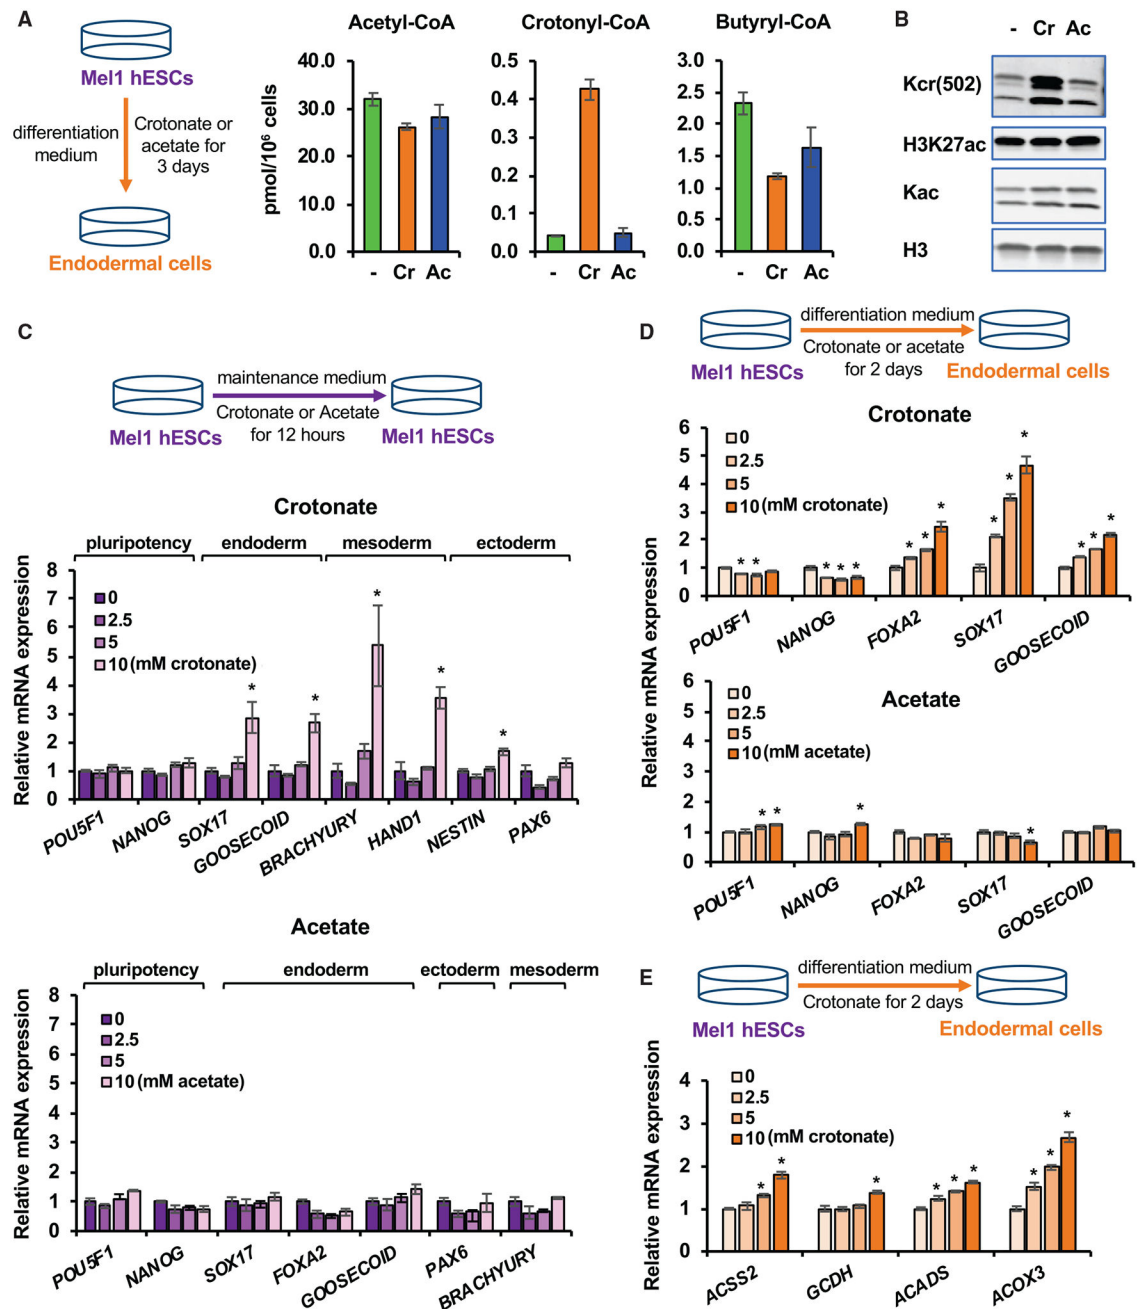 A
Mel1 hESCs
differentiation
medium
Crotonate or
acetate for
3 days
Endodermal cells
Acetyl-CoA
Crotonyl-CoA
Butyryl-CoA
pmol/10⁶ cells
40.0
30.0
20.0
10.0
0.0
- Cr Ac
0.5
0.4
0.3
0.2
0.1
0.0
- Cr Ac
3.0
2.5
2.0
1.5
1.0
0.5
0.0
- Cr Ac
B
- Cr Ac
Kcr(502)
H3K27ac
Kac
H3
C
maintenance medium
Crotonate or Acetate
for 12 hours
Mel1 hESCs
Mel1 hESCs
Crotonate
pluripotency endoderm mesoderm ectoderm
Relative mRNA expression
8
7
6
5
4
3
2
1
0
0
2.5
5
10 (mM crotonate)
* * * * *
POU5F1 NANOG SOX17 GOOSECOID BRACHYURY HAND1 NESTIN PAX6
Acetate
pluripotency endoderm ectoderm mesoderm
Relative mRNA expression
8
7
6
5
4
3
2
1
0
0
2.5
5
10 (mM acetate)
POU5F1 NANOG SOX17 FOXA2 GOOSECOID PAX6 BRACHYURY
D
differentiation medium
Crotonate or acetate
for 2 days
Mel1 hESCs
Endodermal cells
Crotonate
Relative mRNA expression
6
5
4
3
2
1
0
0
2.5
5
10 (mM crotonate)
* * * * * * * * * * * * * *
POU5F1 NANOG FOXA2 SOX17 GOOSECOID
Acetate
6
5
4
3
2
1
0
0
2.5
5
10 (mM acetate)
* * * *
POU5F1 NANOG FOXA2 SOX17 GOOSECOID
E
differentiation medium
Crotonate for 2 days
Mel1 hESCs
Endodermal cells
Relative mRNA expression
4
3
2
1
0
0
2.5
5
10 (mM crotonate)
* * * * * * * * *
ACSS2 GCDH ACADS ACOX3